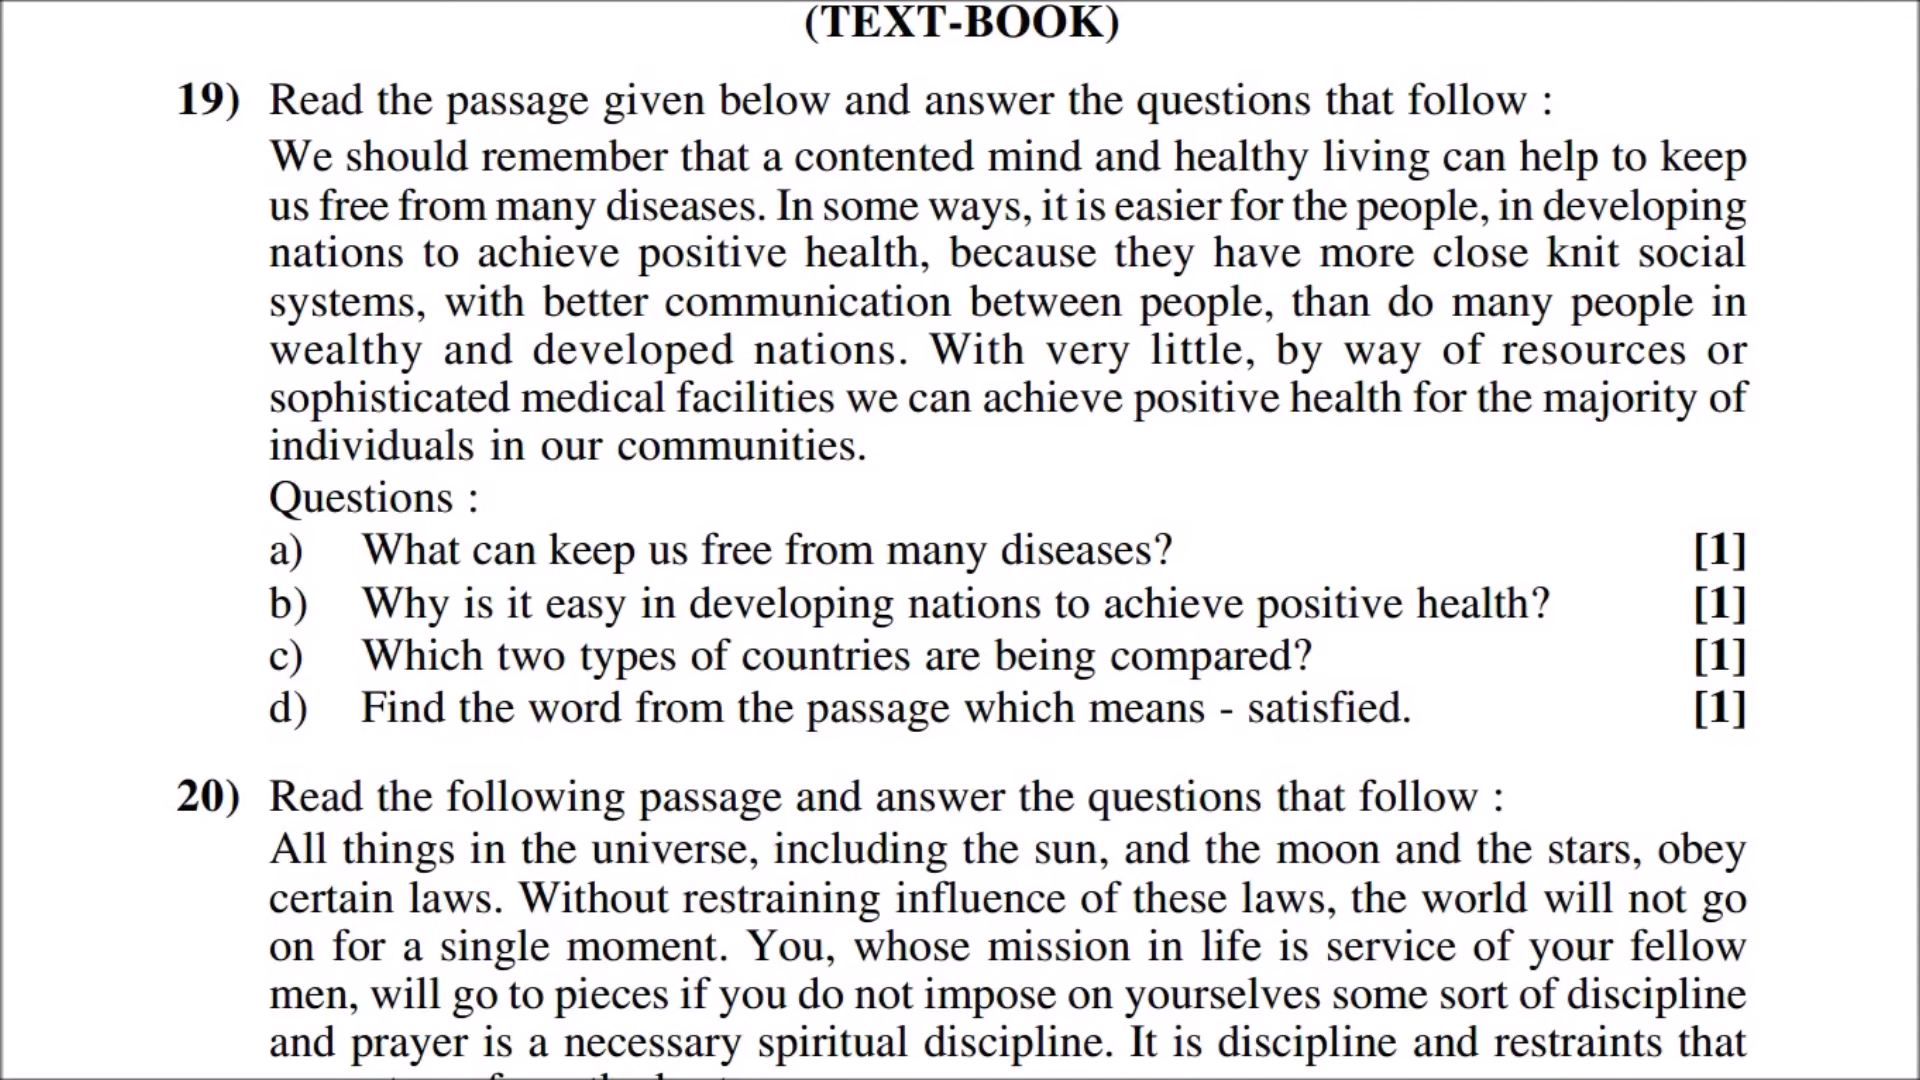 (TEXT-BOOK)
19) Read the passage given below and answer the questions that follow :
We should remember that a contented mind and healthy living can help to keep
us free from many diseases. In some ways, it is easier for the people, in developing
nations to achieve positive health, because they have more close knit social
systems, with better communication between people, than do many people in
wealthy and developed nations. With very little, by way of resources or
sophisticated medical facilities we can achieve positive health for the majority of
individuals in our communities.
Questions :
a) What can keep us free from many diseases? [1]
b) Why is it easy in developing nations to achieve positive health? [1]
c) Which two types of countries are being compared? [1]
d) Find the word from the passage which means - satisfied. [1]
20) Read the following passage and answer the questions that follow :
All things in the universe, including the sun, and the moon and the stars, obey
certain laws. Without restraining influence of these laws, the world will not go
on for a single moment. You, whose mission in life is service of your fellow
men, will go to pieces if you do not impose on yourselves some sort of discipline
and prayer is a necessary spiritual discipline. It is discipline and restraints that